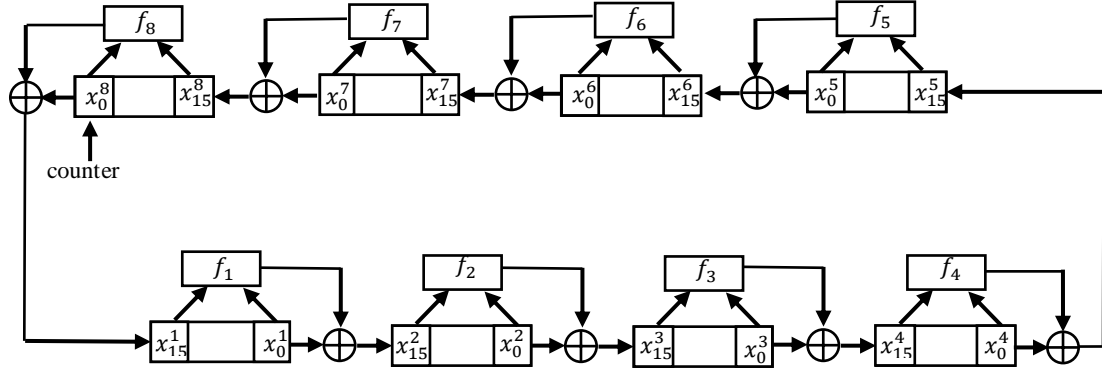 f₈ f₇ f₆ f₅
x₀⁸ x₁₅⁸ x₀⁷ x₁₅⁷ x₀⁶ x₁₅⁶ x₀⁵ x₁₅⁵
counter
f₁ f₂ f₃ f₄
x₁₅¹ x₀¹ x₁₅² x₀² x₁₅³ x₀³ x₁₅⁴ x₀⁴